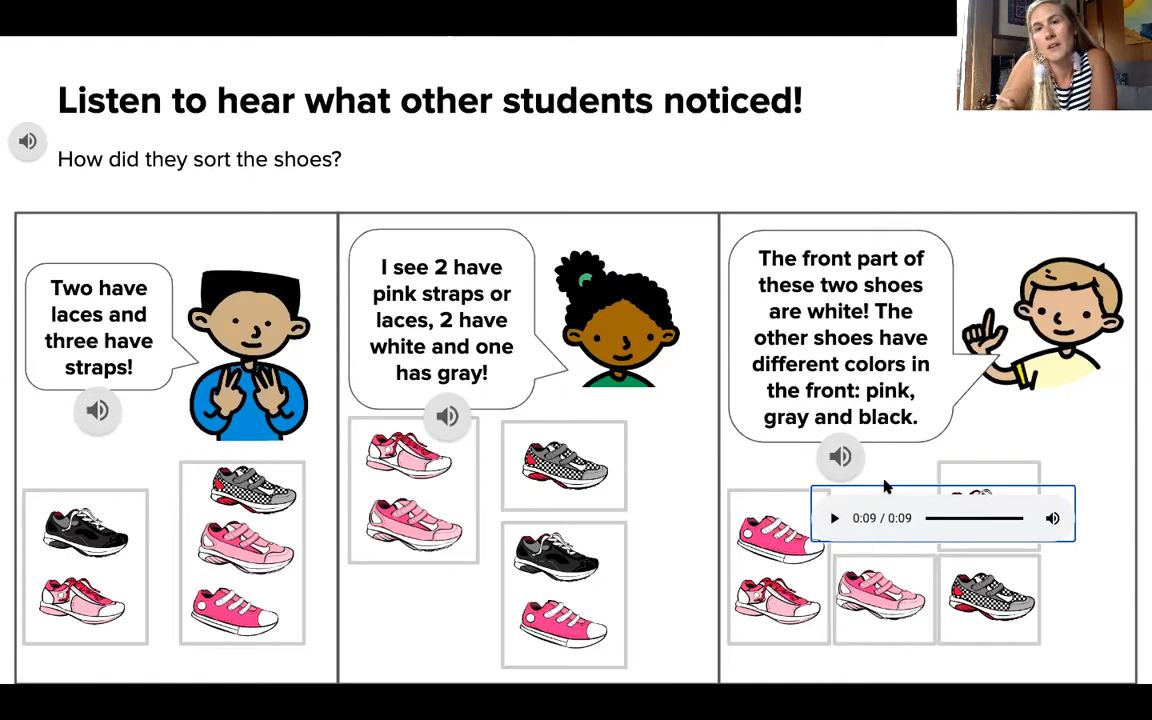 Listen to hear what other students noticed!
How did they sort the shoes?
Two have
laces and
three have
straps!
I see 2 have
pink straps or
laces, 2 have
white and one
has gray!
The front part of
these two shoes
are white! The
other shoes have
different colors in
the front: pink,
gray and black.
0:09 / 0:09